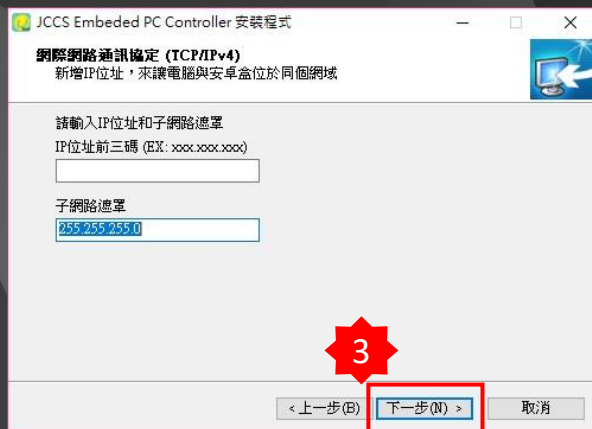 JCCS Embeded PC Controller 安裝程式
網際網路通訊協定 (TCP/IPv4)
新增IP位址，來讓電腦與安卓盒位於同個網域
請輸入IP位址和子網路遮罩
IP位址前三碼 (EX: xxx.xxx.xxx)
子網路遮罩
255.255.255.0
3
< 上一步(B)
下一步(N) >
取消